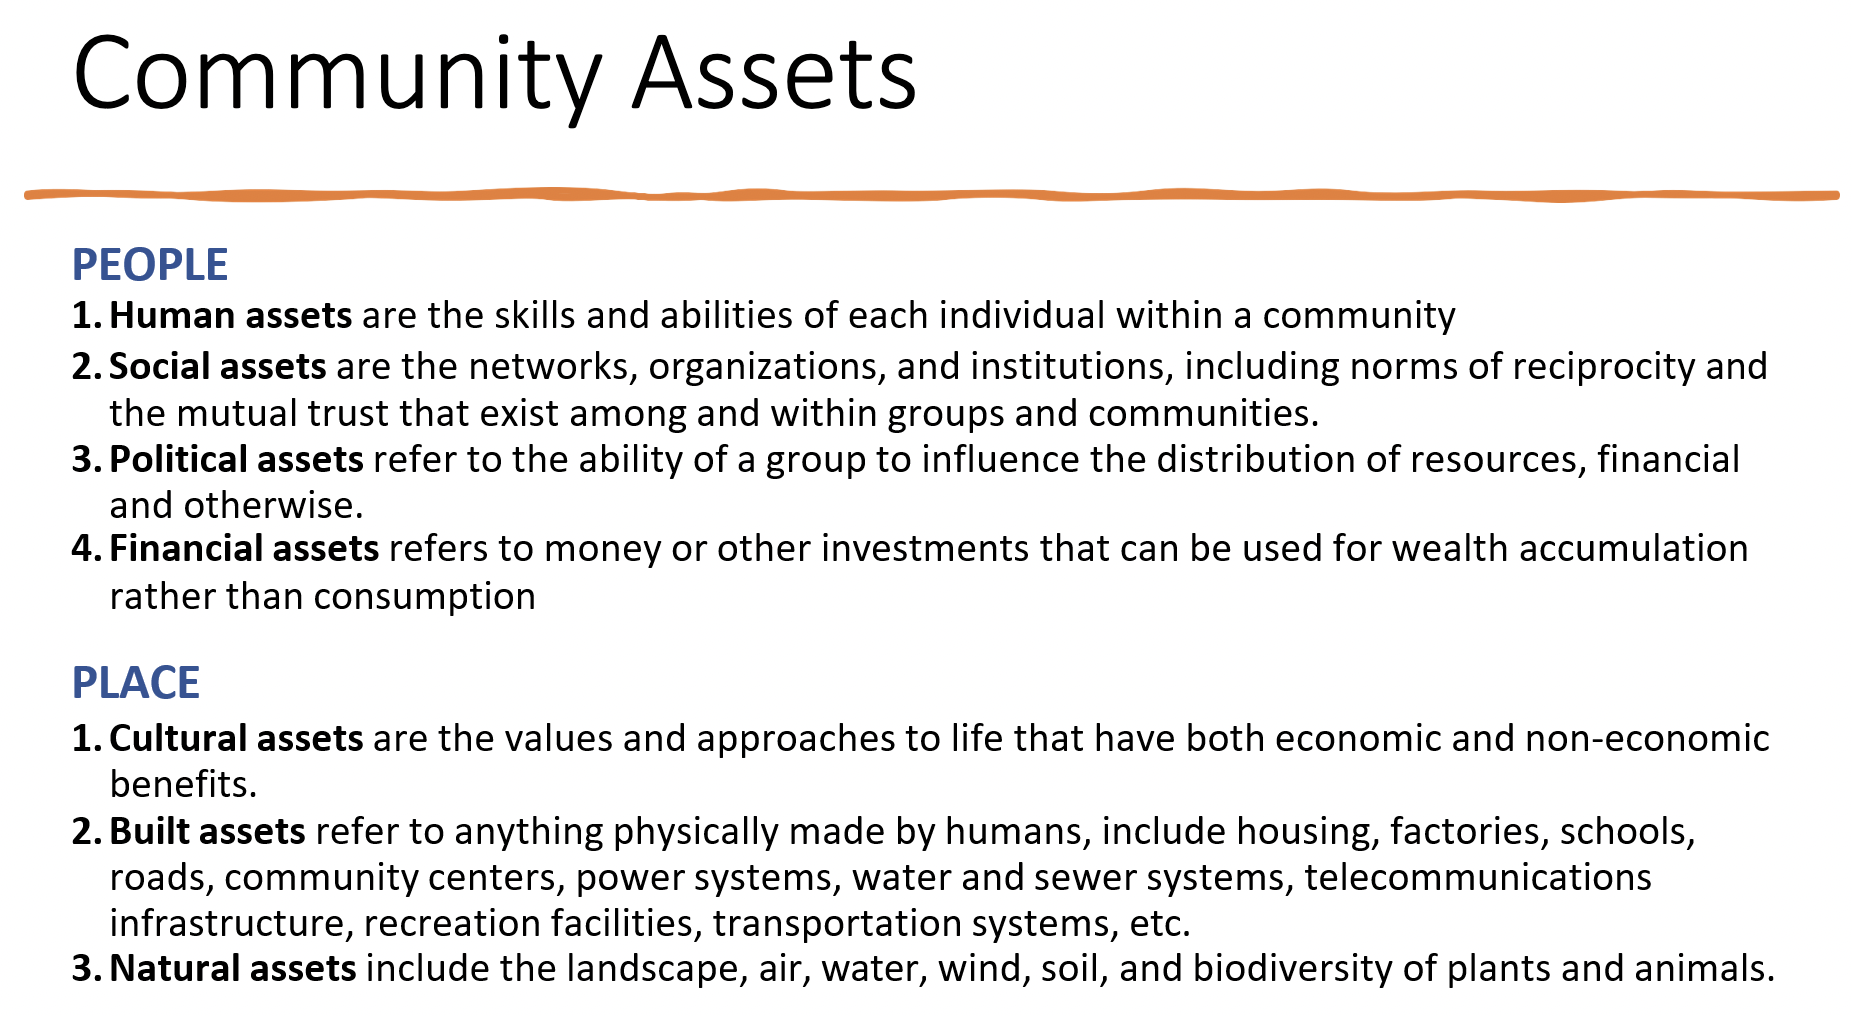 Community Assets
PEOPLE
1. Human assets are the skills and abilities of each individual within a community
2. Social assets are the networks, organizations, and institutions, including norms of reciprocity and
the mutual trust that exist among and within groups and communities.
3. Political assets refer to the ability of a group to influence the distribution of resources, financial
and otherwise.
4. Financial assets refers to money or other investments that can be used for wealth accumulation
rather than consumption
PLACE
1. Cultural assets are the values and approaches to life that have both economic and non-economic
benefits.
2. Built assets refer to anything physically made by humans, include housing, factories, schools,
roads, community centers, power systems, water and sewer systems, telecommunications
infrastructure, recreation facilities, transportation systems, etc.
3. Natural assets include the landscape, air, water, wind, soil, and biodiversity of plants and animals.